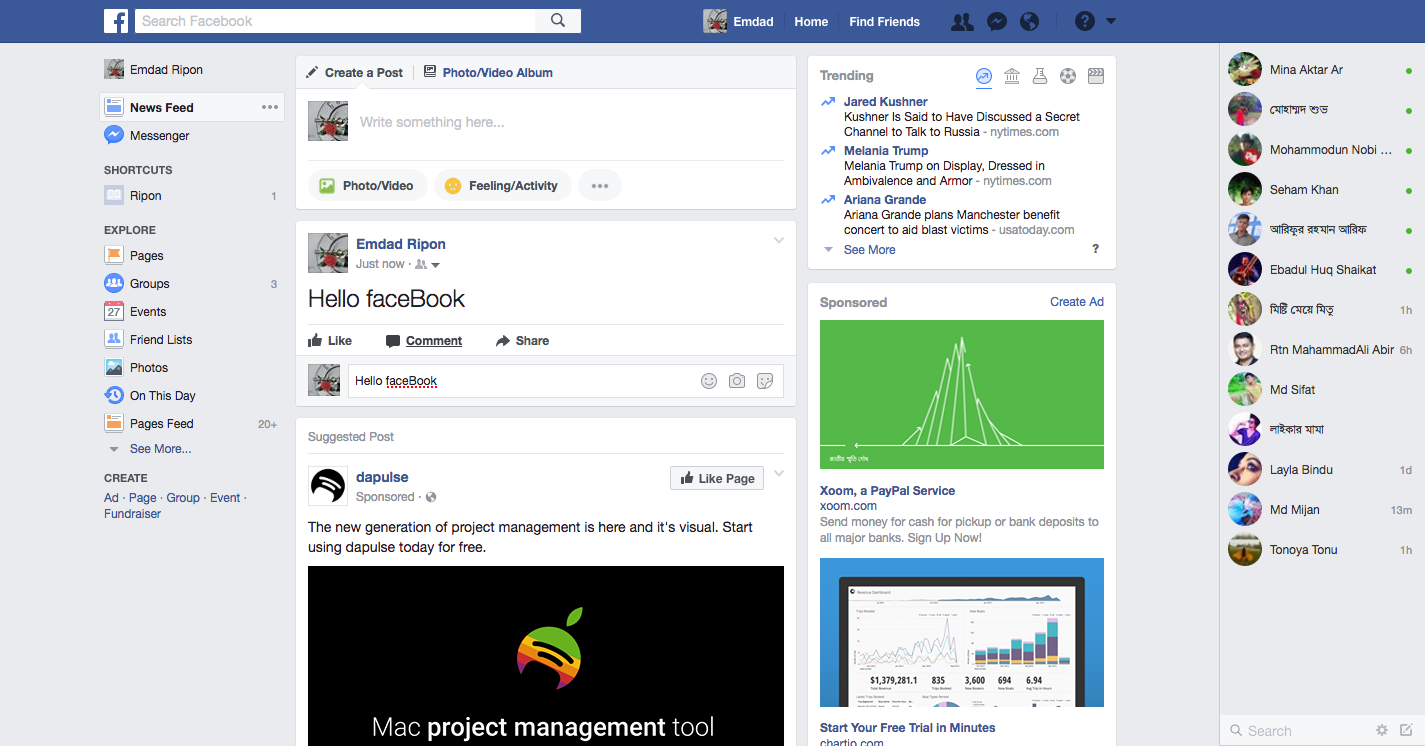 Search Facebook
Emdad
Home
Find Friends
Emdad Ripon
News Feed
Messenger
SHORTCUTS
Ripon 1
EXPLORE
Pages
Groups 3
27 Events
Friend Lists
Photos
On This Day
Pages Feed 20+
See More...
CREATE
Ad · Page · Group · Event ·
Fundraiser
Create a Post
Photo/Video Album
Write something here...
Photo/Video
Feeling/Activity
Emdad Ripon
Just now ·
Hello faceBook
Like
Comment
Share
Hello faceBook
Suggested Post
dapulse
Sponsored ·
Like Page
The new generation of project management is here and it's visual. Start
using dapulse today for free.
Mac project management tool
Trending
Jared Kushner
Kushner Is Said to Have Discussed a Secret
Channel to Talk to Russia - nytimes.com
Melania Trump
Melania Trump on Display, Dressed in
Ambivalence and Armor - nytimes.com
Ariana Grande
Ariana Grande plans Manchester benefit
concert to aid blast victims - usatoday.com
See More ?
Sponsored
Create Ad
Xoom, a PayPal Service
xoom.com
Send money for cash for pickup or bank deposits to
all major banks. Sign Up Now!
Revenue Dashboard
$1,379,281.1 835 3,600 694 6.94
Start Your Free Trial in Minutes
chartio.com
Mina Aktar Ar
মোহাম্মদ শুভ
Mohammodun Nobi ...
Seham Khan
আরিফুর রহমান আরিফ
Ebadul Huq Shaikat
মিষ্টি মেয়ে মিতু 1h
Rtn MahammadAli Abir 6h
Md Sifat
লাইকার মামা
Layla Bindu 1d
Md Mijan 13m
Tonoya Tonu 1h
Search